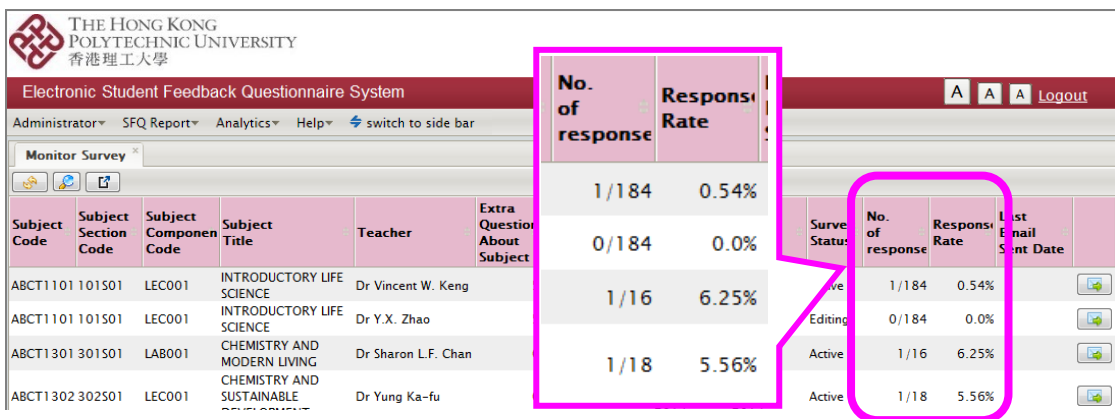 THE HONG KONG
POLYTECHNIC UNIVERSITY
香港理工大學
Electronic Student Feedback Questionnaire System
A A A Logout
Administrator SFQ Report Analytics Help switch to side bar
Monitor Survey
No. of response Respons Rate
1/184 0.54%
0/184 0.0%
1/16 6.25%
1/18 5.56%
Subject Code Subject Section Code Subject Componen Code Subject Title Teacher Extra Question About Subject Surve Status No. of response Respons Rate Last Email Sent Date
ABCT1101 101S01 LEC001 INTRODUCTORY LIFE SCIENCE Dr Vincent W. Keng 1/184 0.54%
ABCT1101 101S01 LEC001 INTRODUCTORY LIFE SCIENCE Dr Y.X. Zhao Editing 0/184 0.0%
ABCT1301 301S01 LAB001 CHEMISTRY AND MODERN LIVING Dr Sharon L.F. Chan Active 1/16 6.25%
ABCT1302 302S01 LEC001 CHEMISTRY AND SUSTAINABLE Dr Yung Ka-fu Active 1/18 5.56%